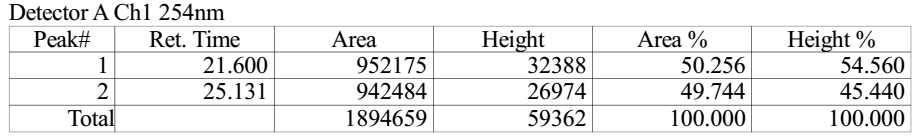 Detector A Ch1 254nm
Peak# Ret. Time Area Height Area % Height %
1 21.600 952175 32388 50.256 54.560
2 25.131 942484 26974 49.744 45.440
Total 1894659 59362 100.000 100.000